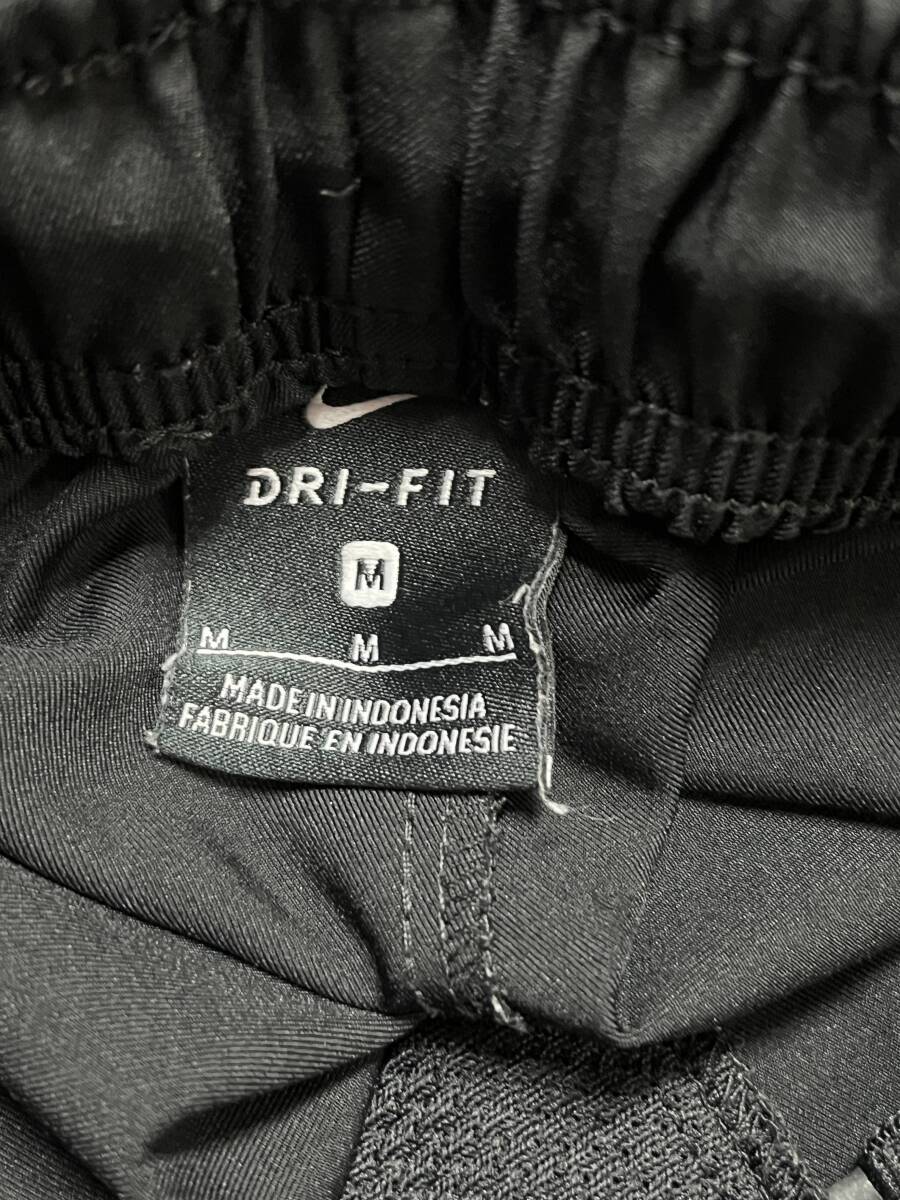 DRI-FIT
M
M M M
MADE IN INDONESIA
FABRIQUE EN INDONESIE